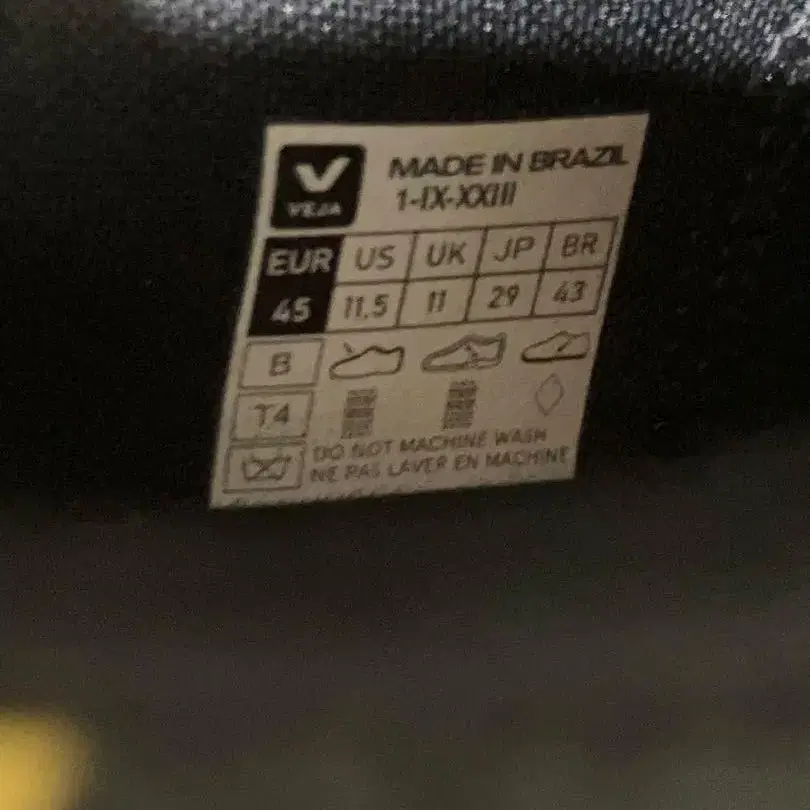 VEJA
MADE IN BRAZIL
1-IX-XXIII
EUR US UK JP BR
45 11.5 11 29 43
B
T4
DO NOT MACHINE WASH
NE PAS LAVER EN MACHINE